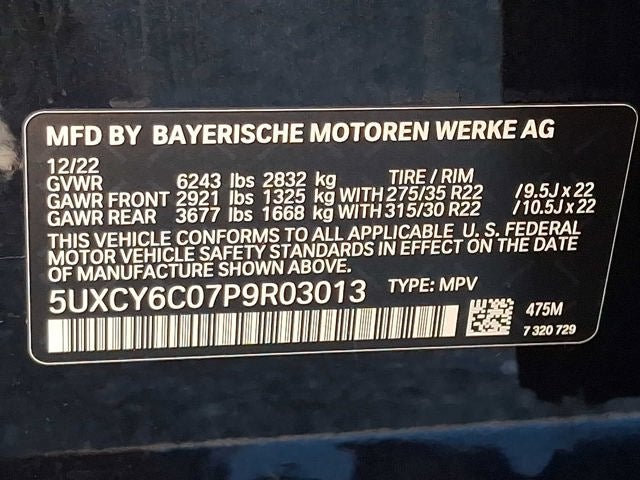 MFD BY BAYERISCHE MOTOREN WERKE AG
12/22
GVWR 6243 lbs 2832 kg TIRE / RIM
GAWR FRONT 2921 lbs 1325 kg WITH 275/35 R22 /9.5J x 22
GAWR REAR 3677 lbs 1668 kg WITH 315/30 R22 /10.5J x 22
THIS VEHICLE CONFORMS TO ALL APPLICABLE U. S. FEDERAL
MOTOR VEHICLE SAFETY STANDARDS IN EFFECT ON THE DATE
OF MANUFACTURE SHOWN ABOVE.
5UXCY6C07P9R03013 TYPE: MPV
475M
7 320 729